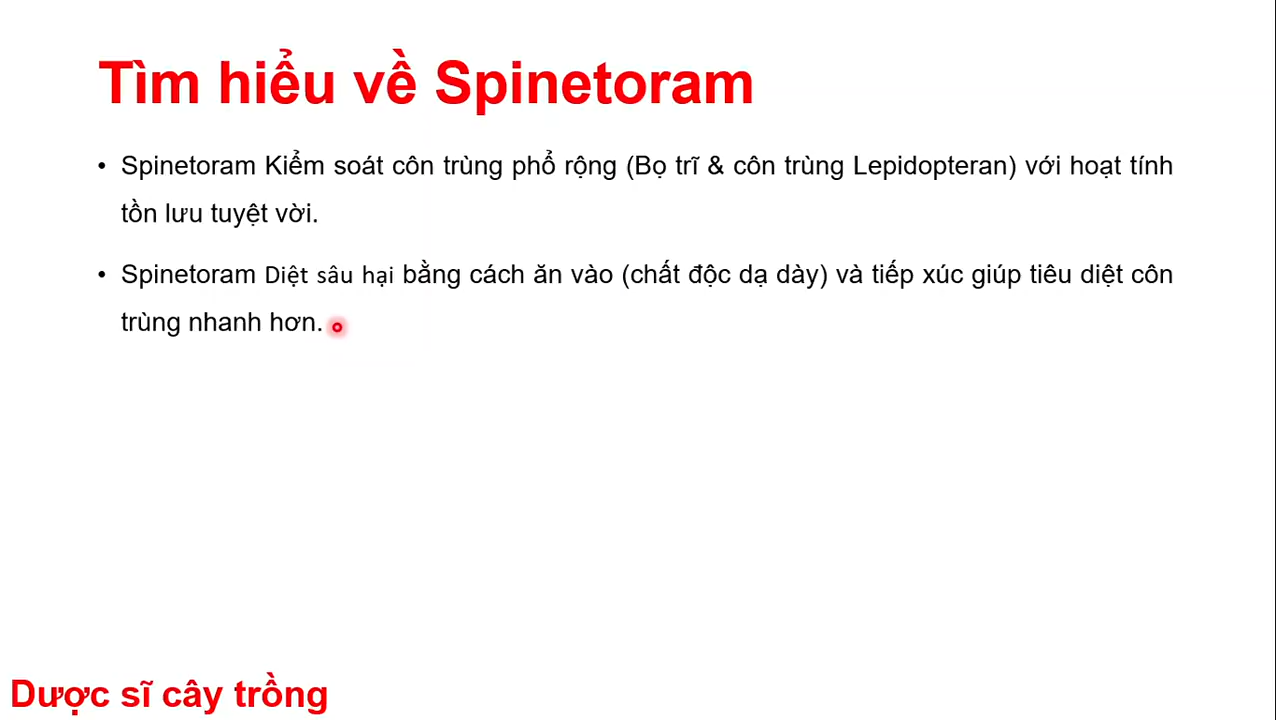 Tìm hiểu về Spinetoram
• Spinetoram Kiểm soát côn trùng phổ rộng (Bọ trĩ & côn trùng Lepidopteran) với hoạt tính
tồn lưu tuyệt vời.
• Spinetoram Diệt sâu hại bằng cách ăn vào (chất độc dạ dày) và tiếp xúc giúp tiêu diệt côn
trùng nhanh hơn.
Dược sĩ cây trồng